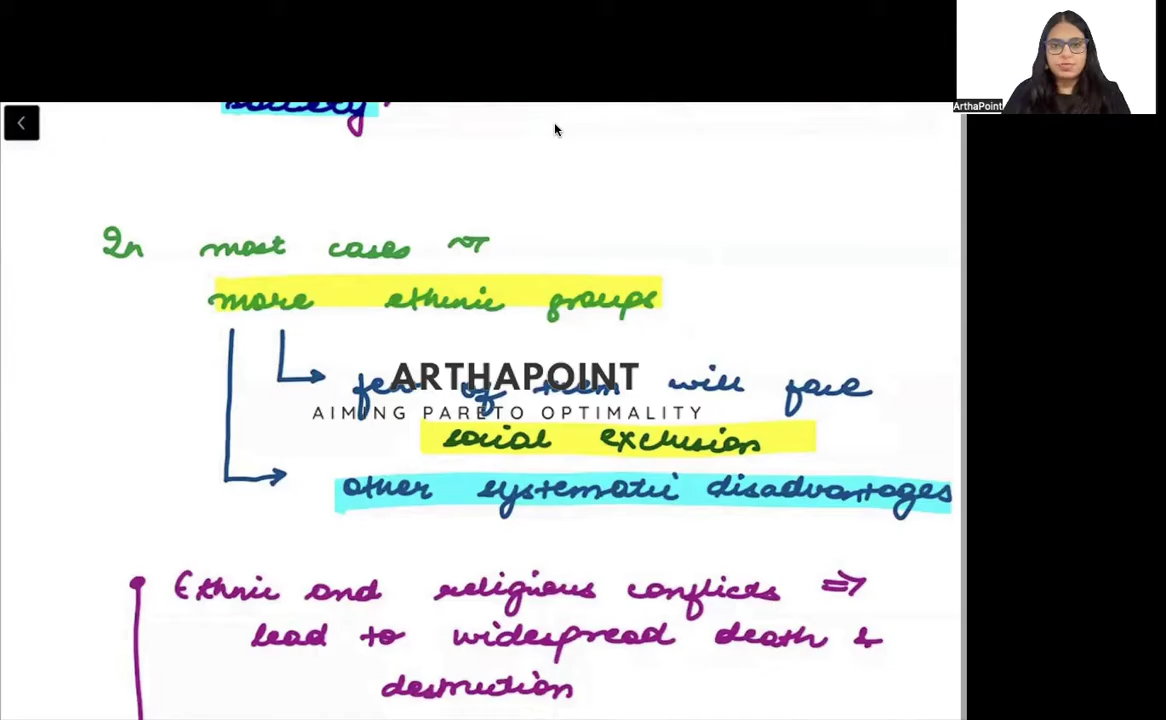 ArthaPoint
society
In most cases
more ethnic groups
few of them will face
ARTHAPOINT
AIMING PARETO OPTIMALITY
social exclusion
other systematic disadvantages
Ethnic and religious conflicts ⇒
lead to widespread death &
destruction